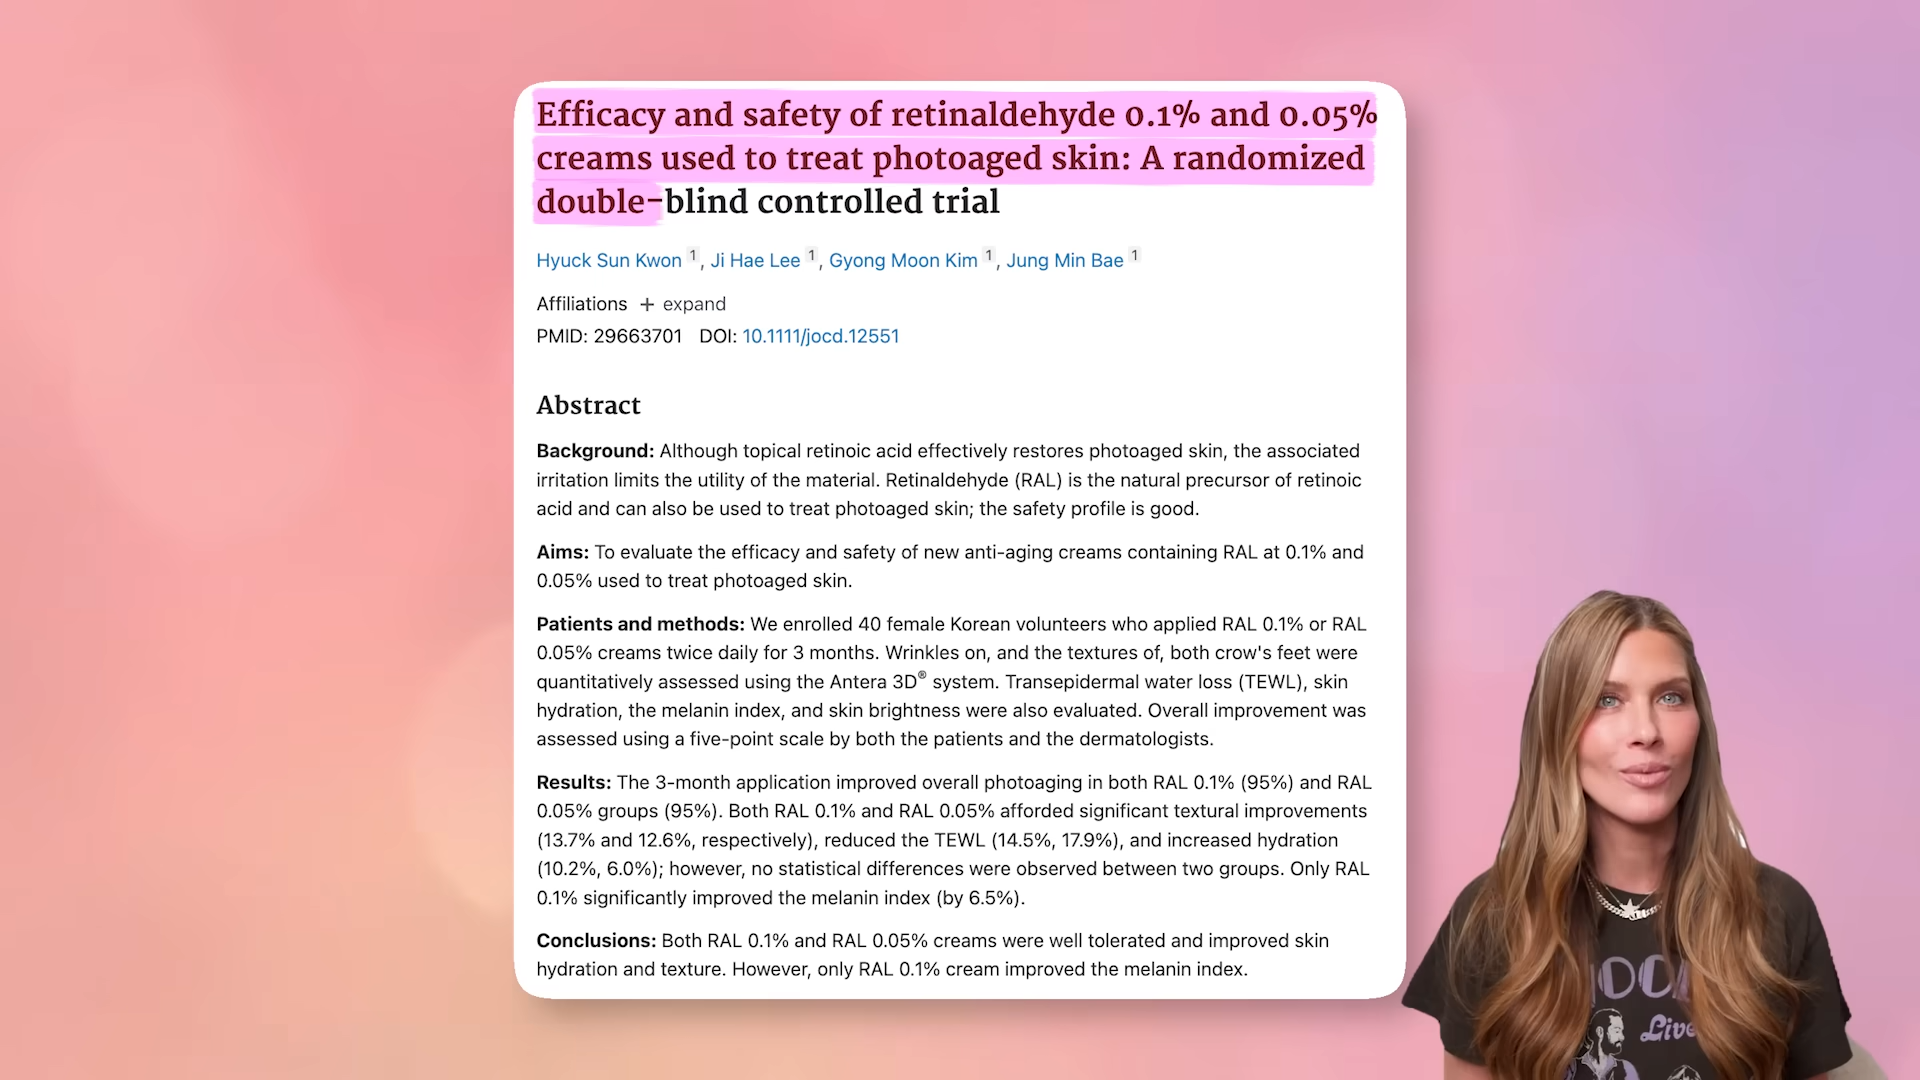 Efficacy and safety of retinaldehyde 0.1% and 0.05%
creams used to treat photoaged skin: A randomized
double-blind controlled trial
Hyuck Sun Kwon 1, Ji Hae Lee 1, Gyong Moon Kim 1, Jung Min Bae 1
Affiliations + expand
PMID: 29663701 DOI: 10.1111/jocd.12551
Abstract
Background: Although topical retinoic acid effectively restores photoaged skin, the associated
irritation limits the utility of the material. Retinaldehyde (RAL) is the natural precursor of retinoic
acid and can also be used to treat photoaged skin; the safety profile is good.
Aims: To evaluate the efficacy and safety of new anti-aging creams containing RAL at 0.1% and
0.05% used to treat photoaged skin.
Patients and methods: We enrolled 40 female Korean volunteers who applied RAL 0.1% or RAL
0.05% creams twice daily for 3 months. Wrinkles on, and the textures of, both crow's feet were
quantitatively assessed using the Antera 3D® system. Transepidermal water loss (TEWL), skin
hydration, the melanin index, and skin brightness were also evaluated. Overall improvement was
assessed using a five-point scale by both the patients and the dermatologists.
Results: The 3-month application improved overall photoaging in both RAL 0.1% (95%) and RAL
0.05% groups (95%). Both RAL 0.1% and RAL 0.05% afforded significant textural improvements
(13.7% and 12.6%, respectively), reduced the TEWL (14.5%, 17.9%), and increased hydration
(10.2%, 6.0%); however, no statistical differences were observed between two groups. Only RAL
0.1% significantly improved the melanin index (by 6.5%).
Conclusions: Both RAL 0.1% and RAL 0.05% creams were well tolerated and improved skin
hydration and texture. However, only RAL 0.1% cream improved the melanin index.
Live